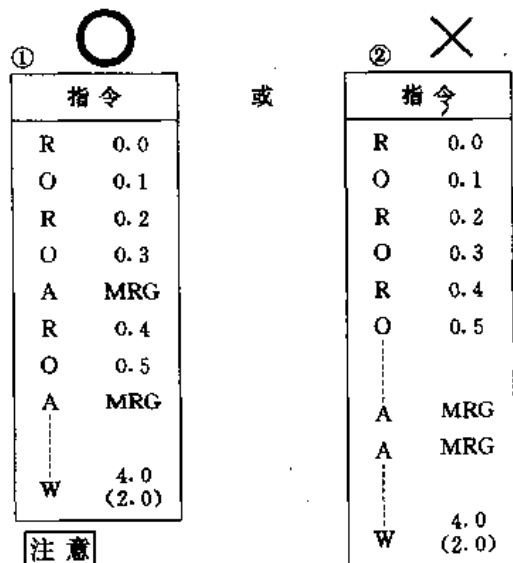 ①
指令
R 0.0
O 0.1
R 0.2
O 0.3
A MRG
R 0.4
O 0.5
A MRG
W 4.0
(2.0)
注意
或
②
指令
R 0.0
O 0.1
R 0.2
O 0.3
R 0.4
O 0.5
A MRG
A MRG
W 4.0
(2.0)